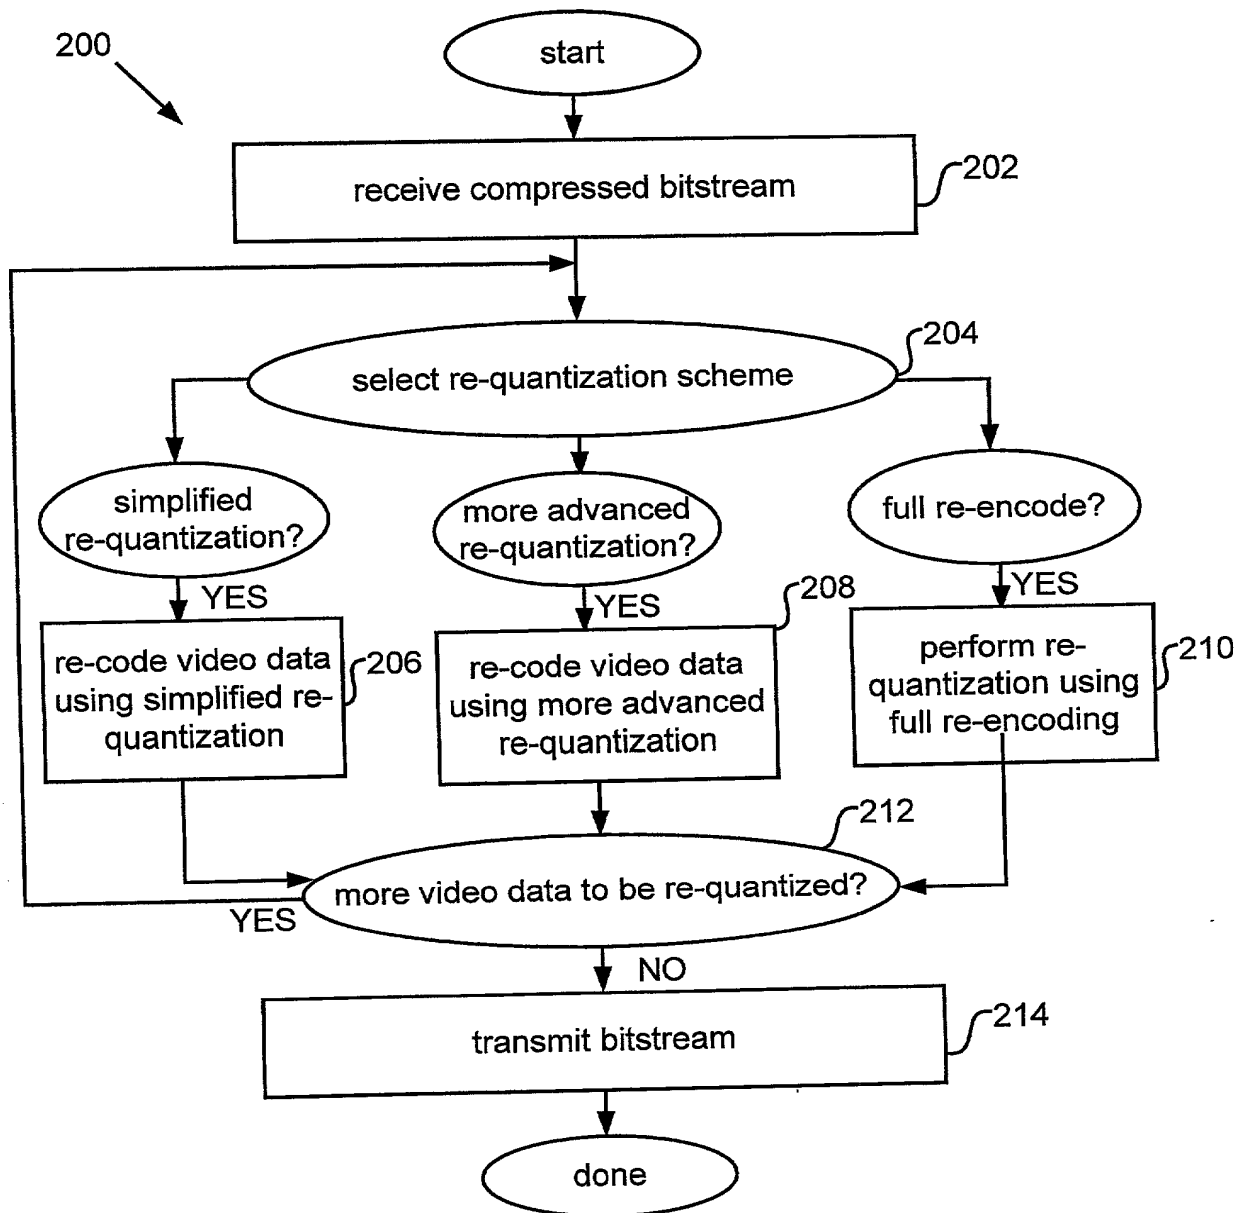 200
start
receive compressed bitstream
202
select re-quantization scheme
204
simplified
re-quantization?
more advanced
re-quantization?
full re-encode?
YES
YES
YES
re-code video data
using simplified re-
quantization
206
re-code video data
using more advanced
re-quantization
208
perform re-
quantization using
full re-encoding
210
more video data to be re-quantized?
212
YES
NO
transmit bitstream
214
done